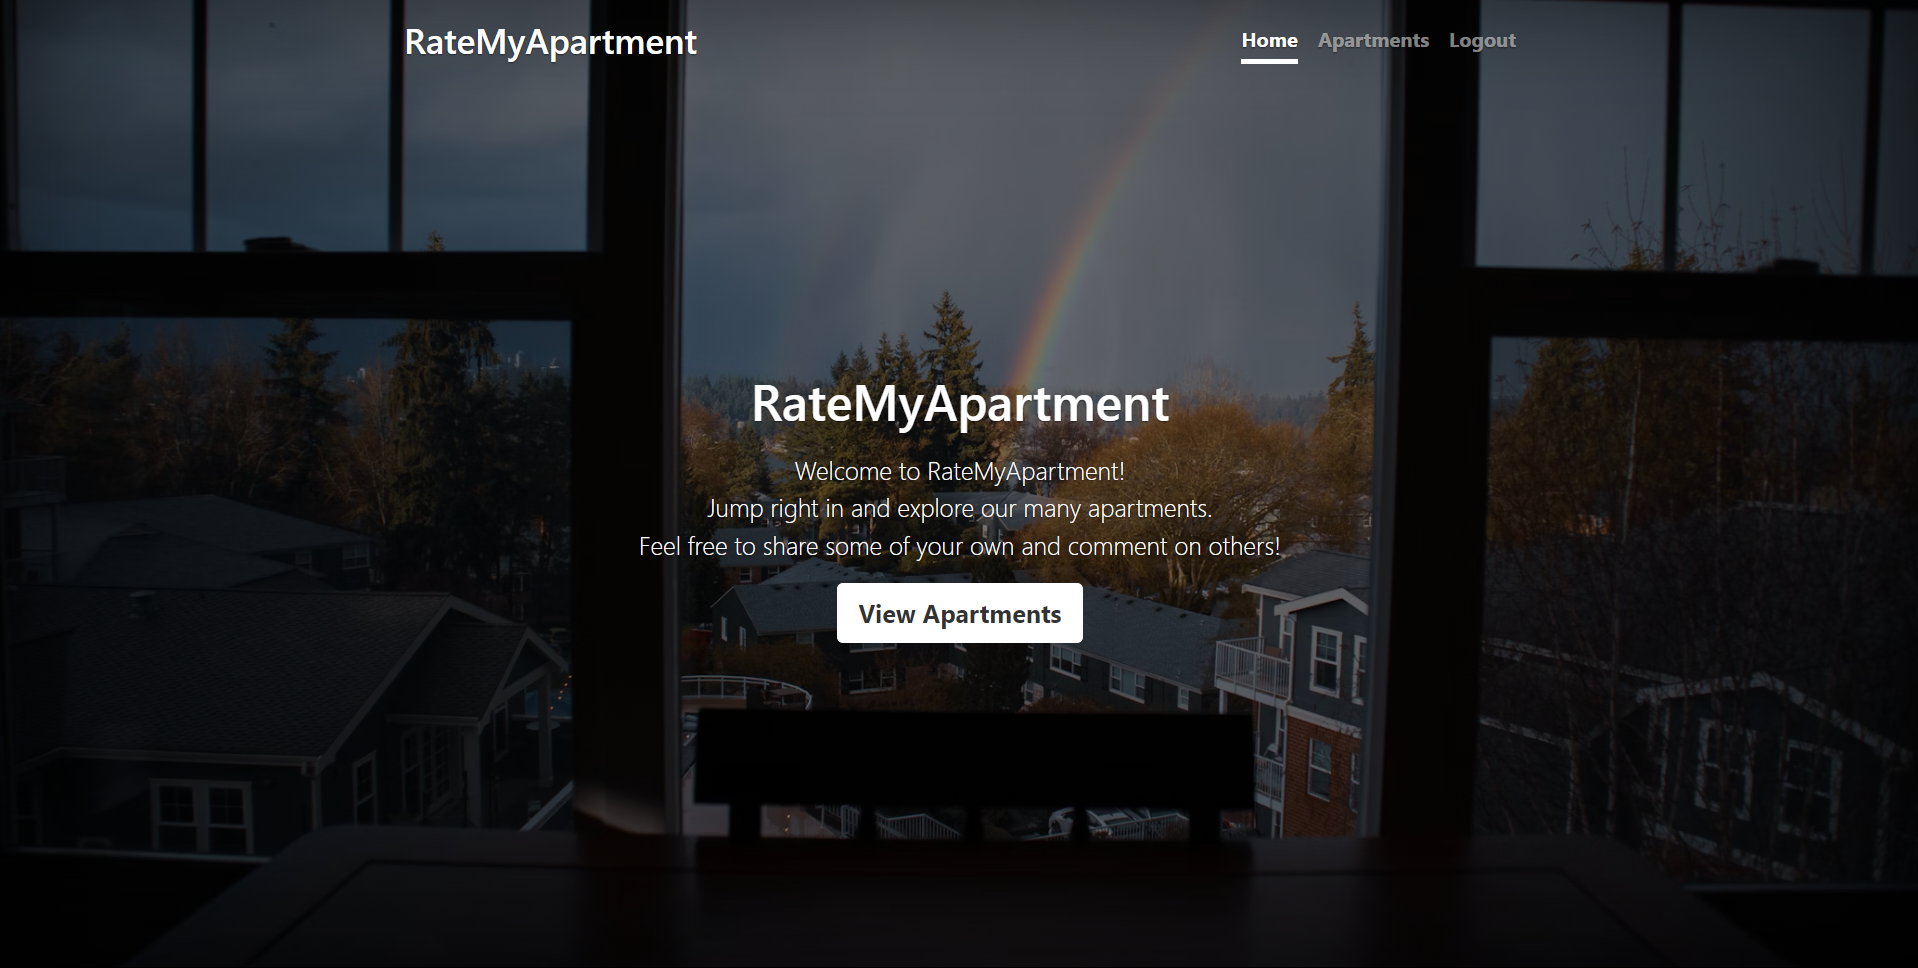 RateMyApartment
Home Apartments Logout
RateMyApartment
Welcome to RateMyApartment!
Jump right in and explore our many apartments.
Feel free to share some of your own and comment on others!
View Apartments